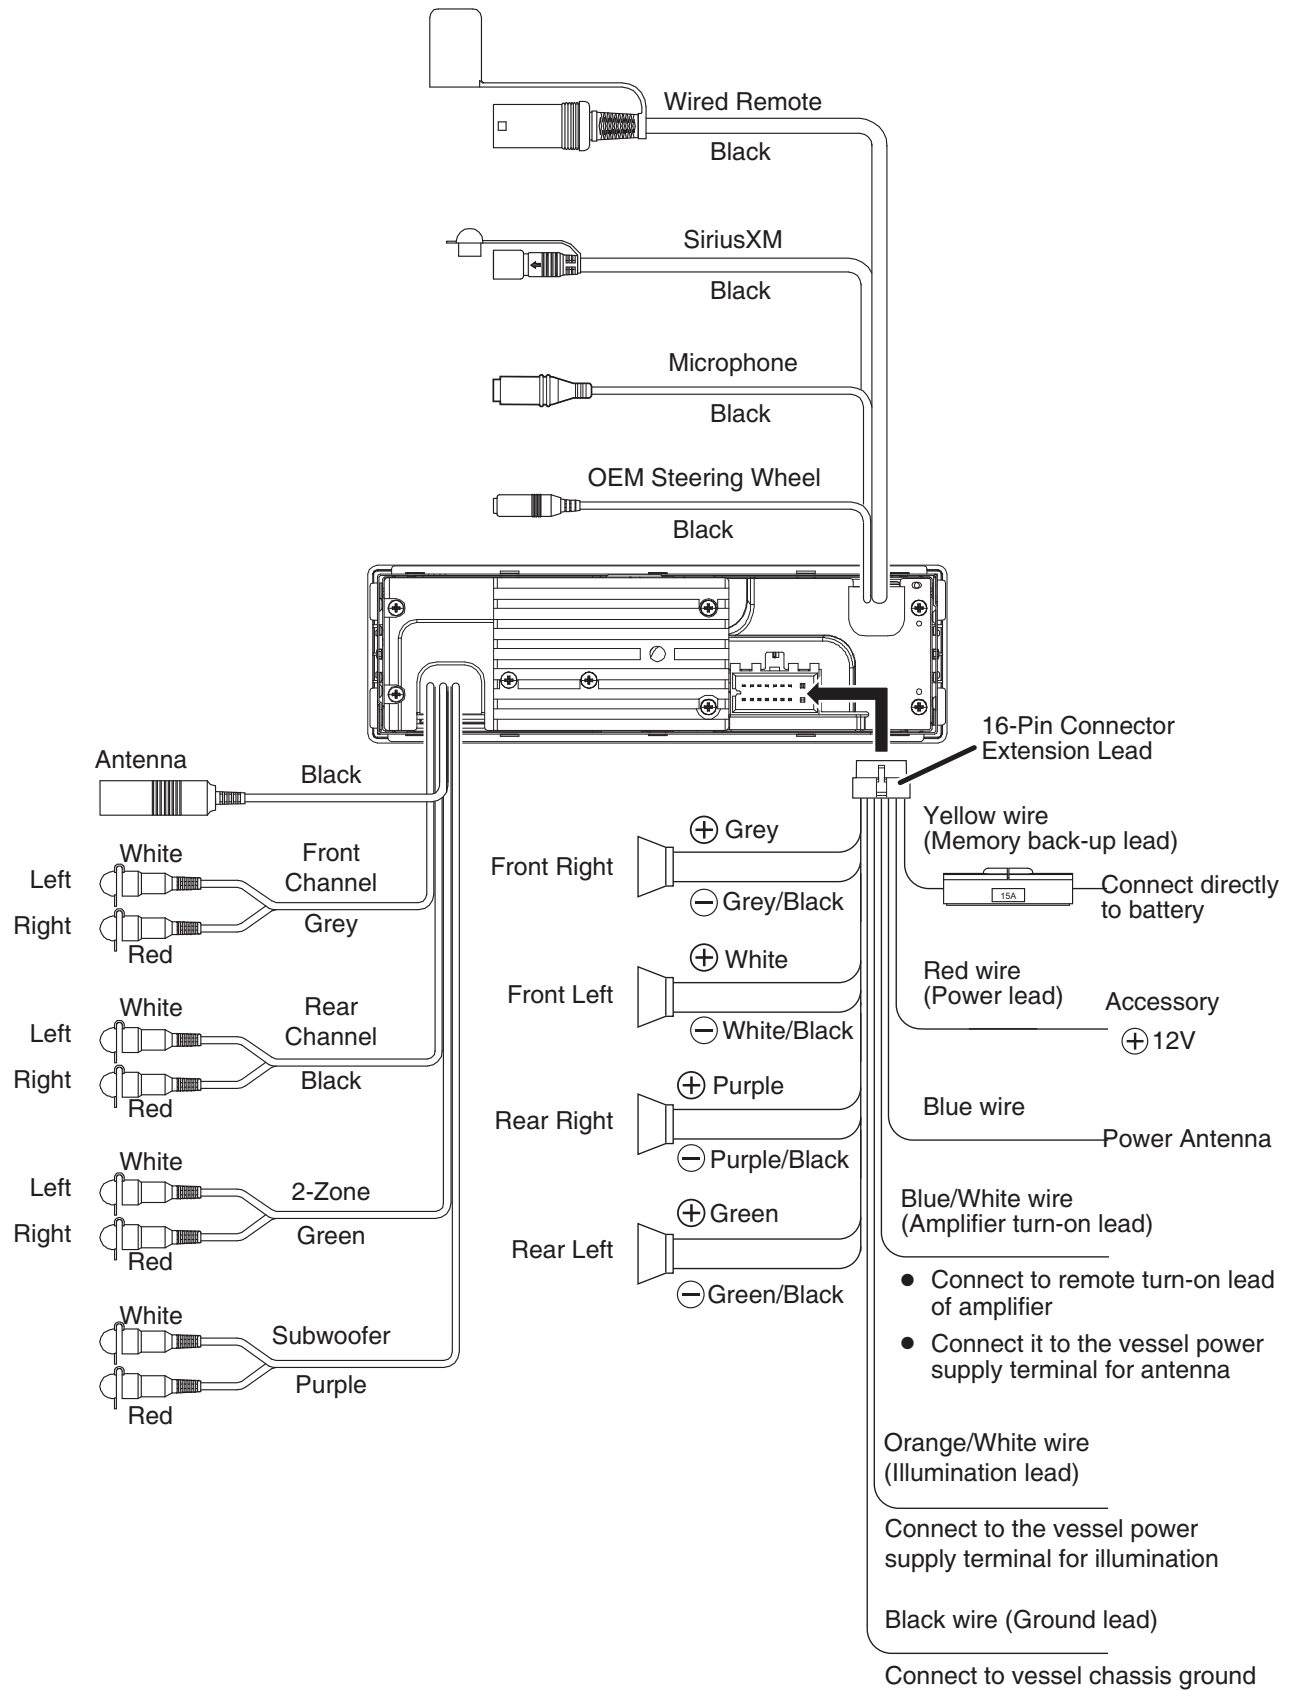 Wired Remote
Black
SiriusXM
Black
Microphone
Black
OEM Steering Wheel
Black
16-Pin Connector
Extension Lead
Antenna
Black
White
Front
Channel
Left
Right
Grey
Red
White
Rear
Channel
Left
Right
Black
Red
White
Left
2-Zone
Right
Green
Red
White
Subwoofer
Purple
Red
Front Right
+ Grey
− Grey/Black
Front Left
+ White
− White/Black
Rear Right
+ Purple
− Purple/Black
Rear Left
+ Green
− Green/Black
Yellow wire
(Memory back-up lead)
15A
Connect directly
to battery
Red wire
(Power lead)
Accessory
+ 12V
Blue wire
Power Antenna
Blue/White wire
(Amplifier turn-on lead)
● Connect to remote turn-on lead
of amplifier
● Connect it to the vessel power
supply terminal for antenna
Orange/White wire
(Illumination lead)
Connect to the vessel power
supply terminal for illumination
Black wire (Ground lead)
Connect to vessel chassis ground